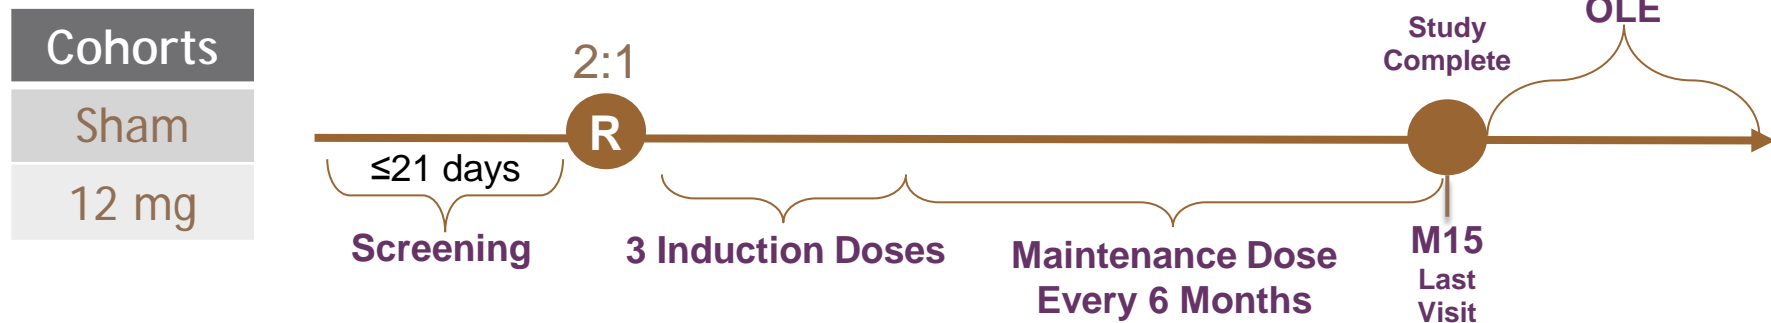 Cohorts
Sham
12 mg
2:1
R
≤21 days
Screening
3 Induction Doses
Maintenance Dose
Every 6 Months
Study
Complete
M15
Last
Visit
OLE